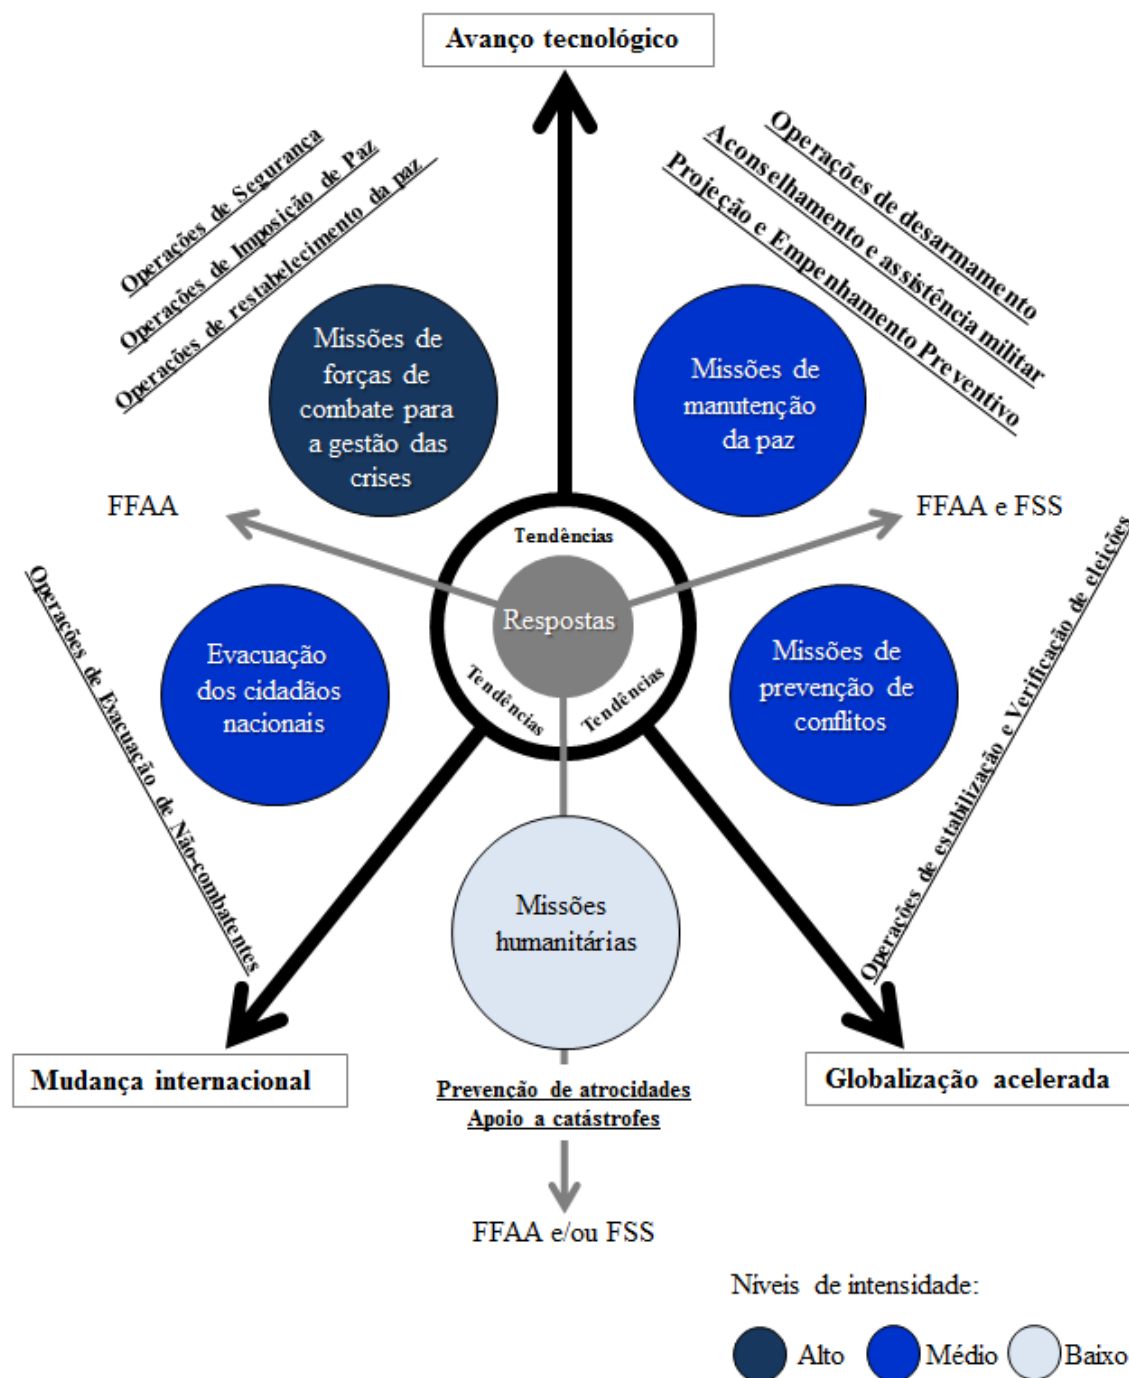 Avanço tecnológico
Operações de Segurança
Operações de Imposição de Paz
Operações de restabelecimento da paz
Operações de desarmamento
Aconselhamento e assistência militar
Projeção e Empenhamento Preventivo
Missões de
forças de
combate para
a gestão das
crises
Missões de
manutenção
da paz
FFAA
FFAA e FSS
Tendências
Respostas
Tendências
Tendências
Operações de Evacuação de Não-combatentes
Evacuação
dos cidadãos
nacionais
Missões de
prevenção de
conflitos
Operações de estabilização e Verificação de eleições
Missões
humanitárias
Mudança internacional
Globalização acelerada
Prevenção de atrocidades
Apoio a catástrofes
FFAA e/ou FSS
Níveis de intensidade:
Alto
Médio
Baixo